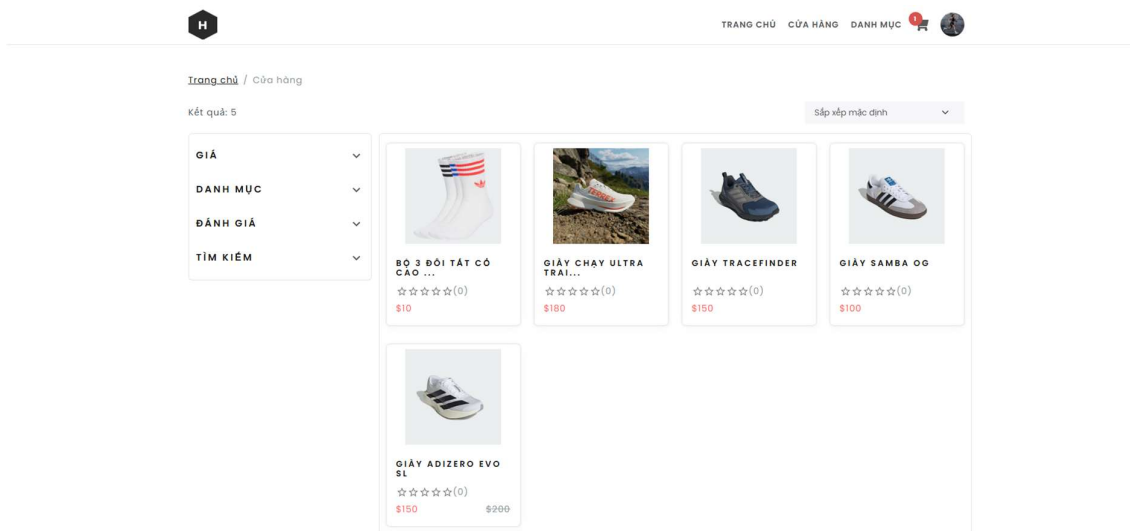 H
TRANG CHỦ CỬA HÀNG DANH MỤC 1
Trang chủ / Cửa hàng
Kết quả: 5
Sắp xếp mặc định
GIÁ
DANH MỤC
ĐÁNH GIÁ
TÌM KIẾM
BỘ 3 ĐÔI TẤT CỔ
CAO ...
(0)
$10
GIÀY CHẠY ULTRA
TRAI...
(0)
$180
GIÀY TRACEFINDER
(0)
$150
GIÀY SAMBA OG
(0)
$100
GIÀY ADIZERO EVO
SL
(0)
$150 $200